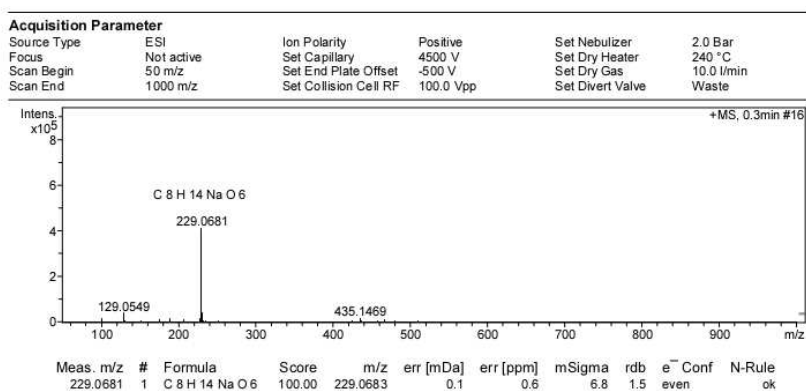 Acquisition Parameter
Source Type ESI Ion Polarity Positive Set Nebulizer 2.0 Bar
Focus Not active Set Capillary 4500 V Set Dry Heater 240 °C
Scan Begin 50 m/z Set End Plate Offset -500 V Set Dry Gas 10.0 l/min
Scan End 1000 m/z Set Collision Cell RF 100.0 Vpp Set Divert Valve Waste
Intens.
x10⁵
+MS, 0.3min #16
8
6
C 8 H 14 Na O 6
229.0681
4
2
129.0549
435.1469
0
100 200 300 400 500 600 700 800 900 m/z
Meas. m/z # Formula Score m/z err [mDa] err [ppm] mSigma rdb e⁻ Conf N-Rule
229.0681 1 C 8 H 14 Na O 6 100.00 229.0683 0.1 0.6 6.8 1.5 even ok